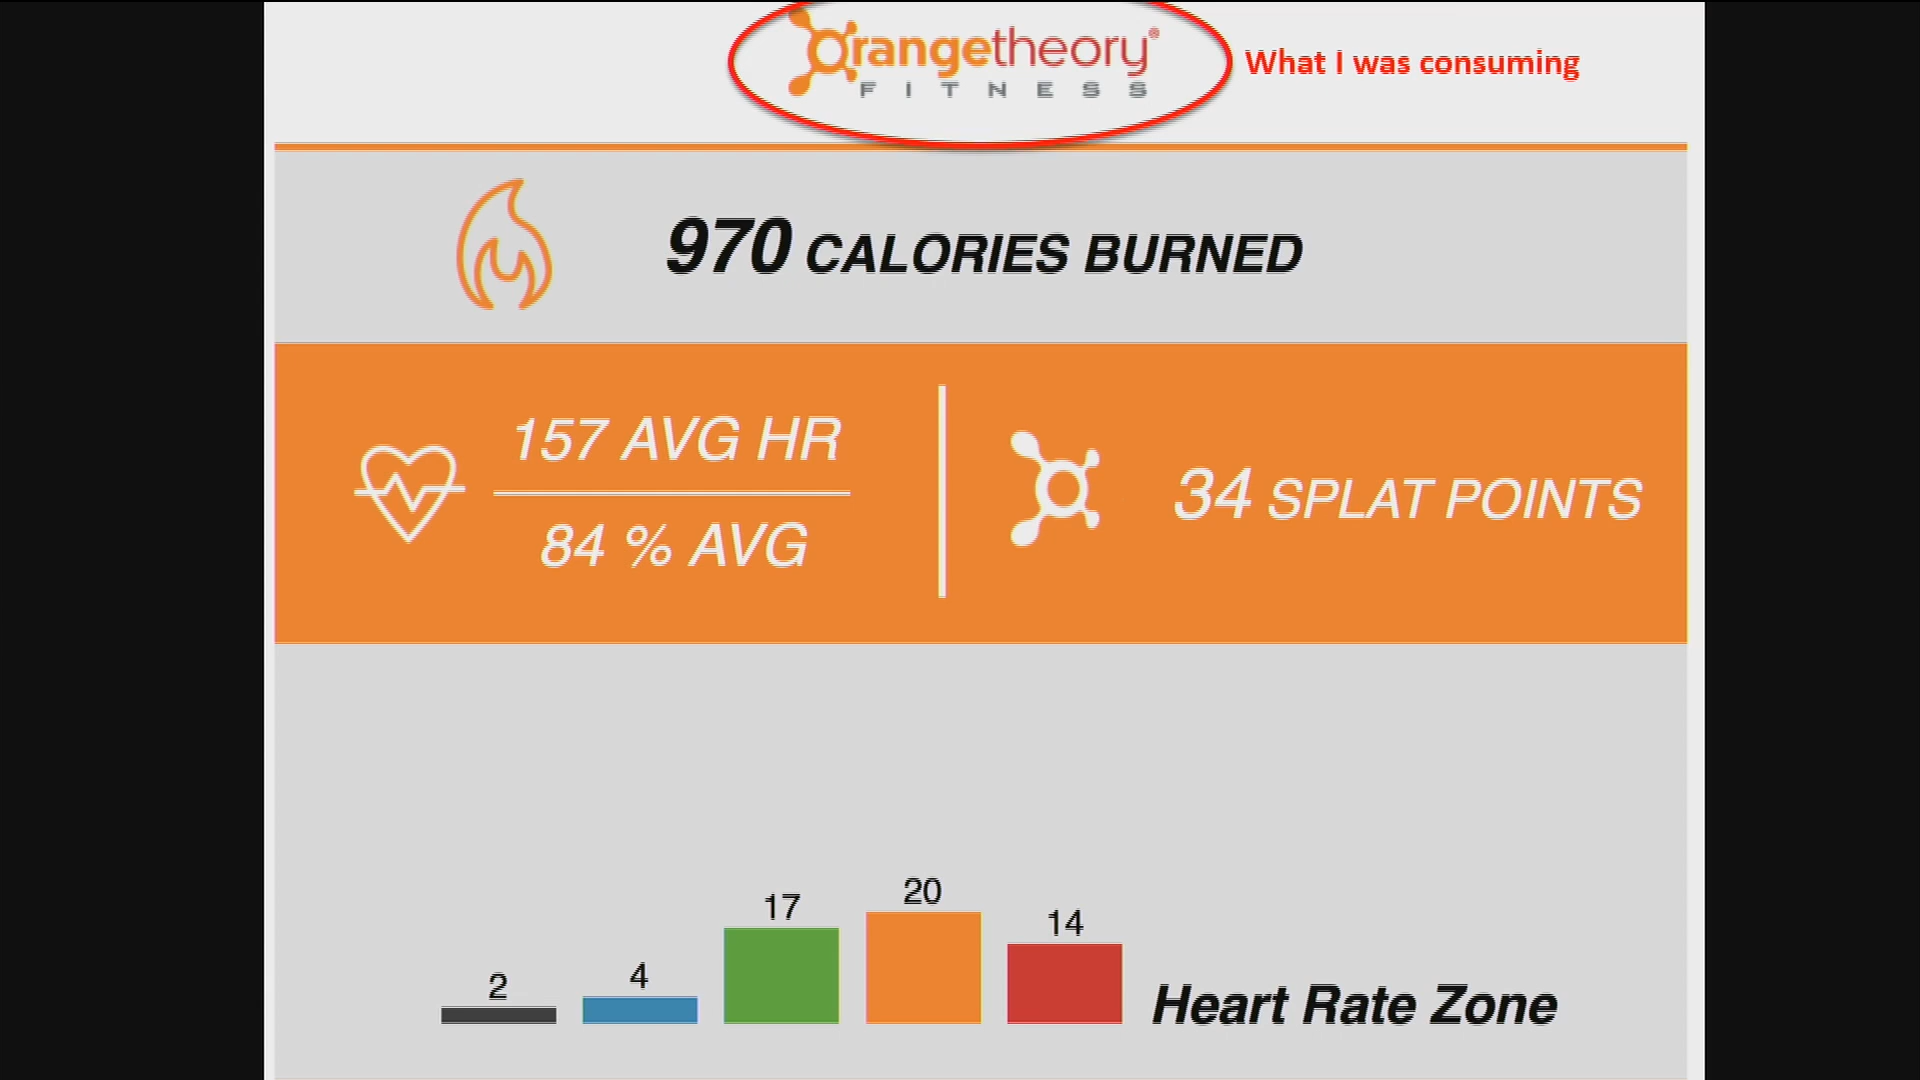 Orangetheory®
FITNESS
What I was consuming
970 CALORIES BURNED
157 AVG HR
84 % AVG
34 SPLAT POINTS
2
4
17
20
14
Heart Rate Zone